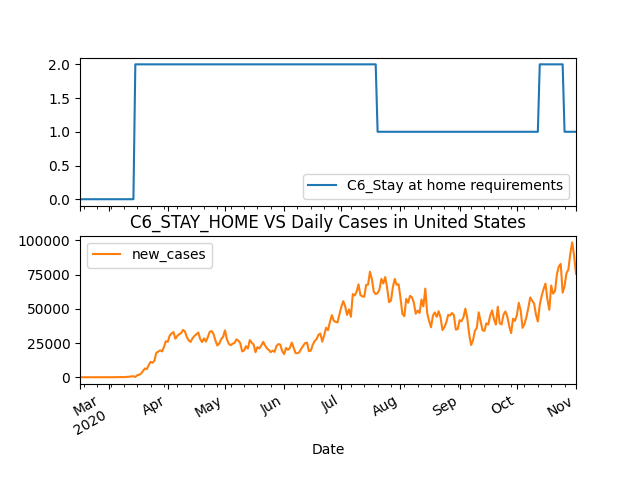 2.0
1.5
1.0
0.5
0.0
C6_Stay at home requirements
C6_STAY_HOME VS Daily Cases in United States
100000
75000
50000
25000
0
new_cases
Mar
2020
Apr
May
Jun
Jul
Aug
Sep
Oct
Nov
Date